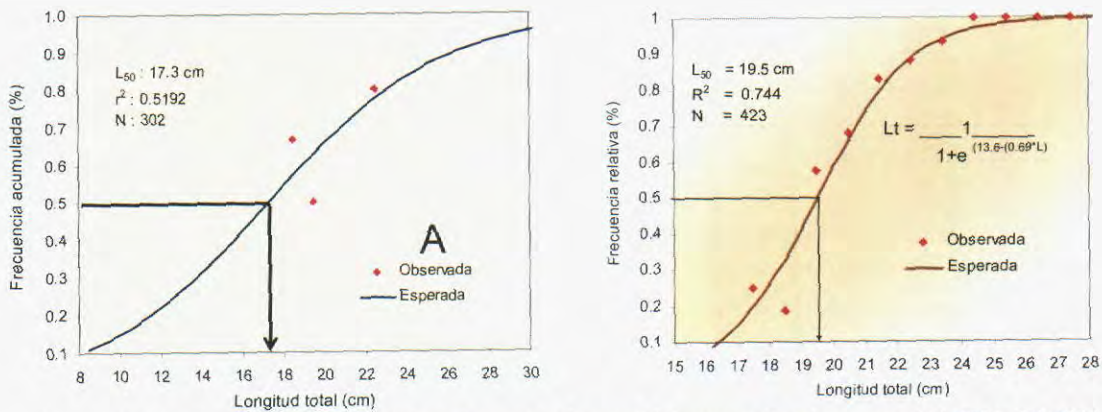 1.0
0.9
0.8
0.7
0.6
0.5
0.4
0.3
0.2
0.1
Frecuencia acumulada (%)
L50 : 17.3 cm
r2 : 0.5192
N : 302
A
Observada
Esperada
8 10 12 14 16 18 20 22 24 26 28 30
Longitud total (cm)
1
0.9
0.8
0.7
0.6
0.5
0.4
0.3
0.2
0.1
Frecuencia relativa (%)
L50 = 19.5 cm
R2 = 0.744
N = 423
Lt = 1
1+e(13.6-(0.69*L)
Observada
Esperada
15 16 17 18 19 20 21 22 23 24 25 26 27 28
Longitud total (cm)